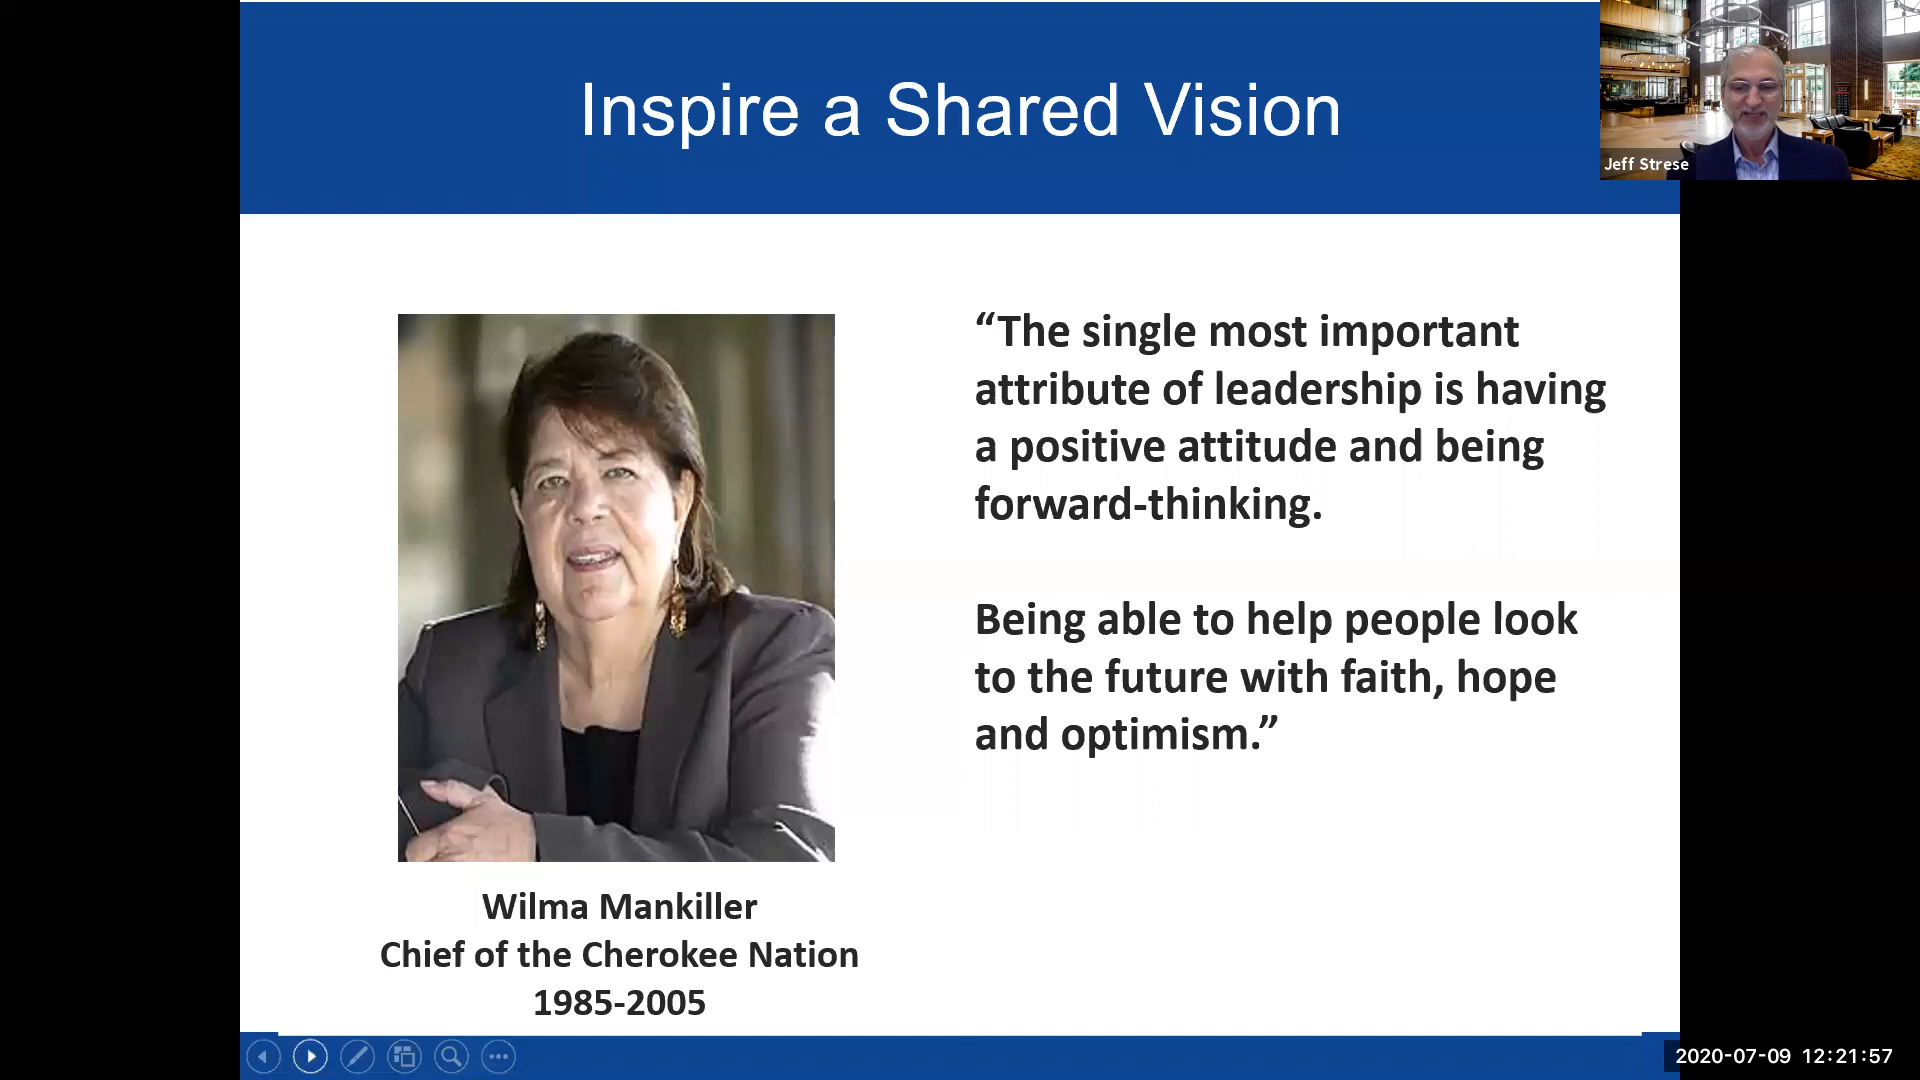 Inspire a Shared Vision
Jeff Strese
“The single most important
attribute of leadership is having
a positive attitude and being
forward-thinking.
Being able to help people look
to the future with faith, hope
and optimism.”
Wilma Mankiller
Chief of the Cherokee Nation
1985-2005
2020-07-09 12:21:57